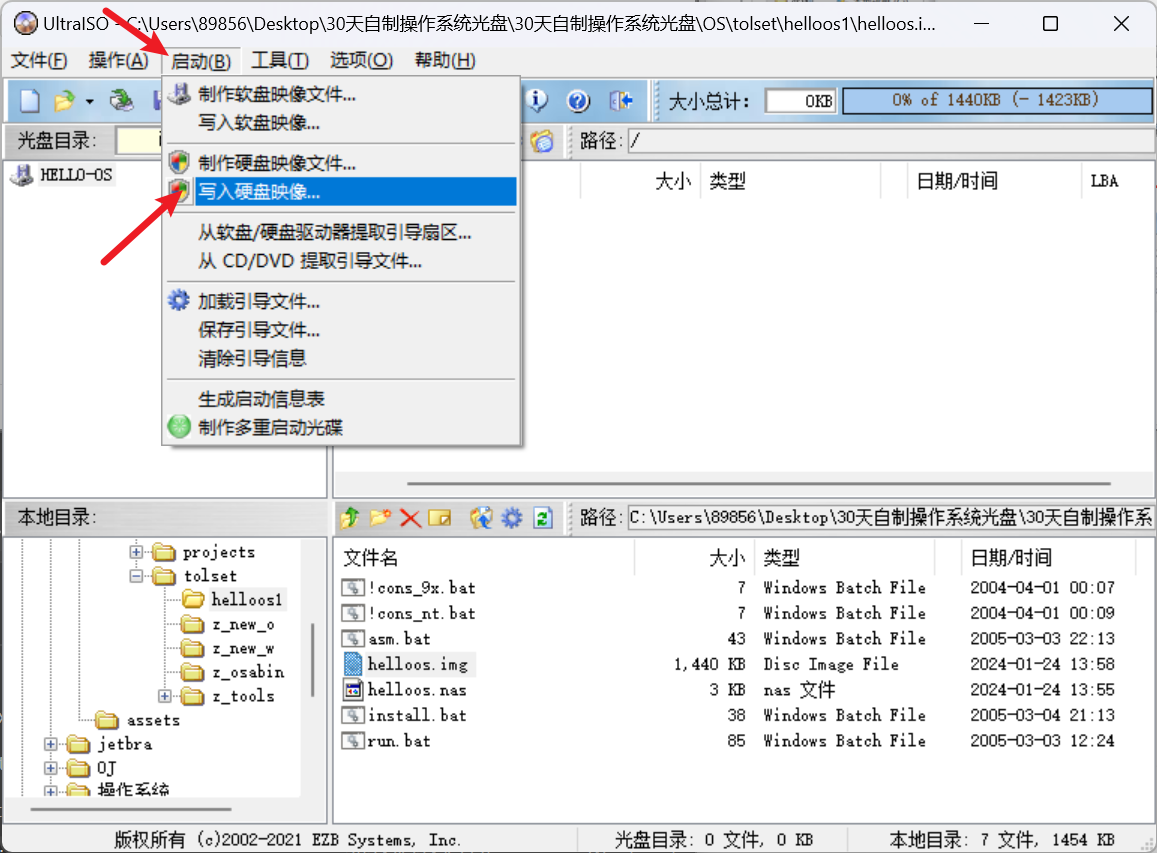 UltraISO - C:\Users\89856\Desktop\30天自制操作系统光盘\30天自制操作系统光盘\OS\tolset\helloos1\helloos.i...
文件(F) 操作(A) 启动(B) 工具(T) 选项(O) 帮助(H)
大小总计: 0KB 0% of 1440KB (- 1423KB)
光盘目录: 路径: /
制作软盘映像文件...
写入软盘映像...
制作硬盘映像文件...
写入硬盘映像...
从软盘/硬盘驱动器提取引导扇区...
从 CD/DVD 提取引导文件...
加载引导文件...
保存引导文件...
清除引导信息
生成启动信息表
制作多重启动光碟
HELLO-OS
大小 类型 日期/时间 LBA
本地目录: 路径: C:\Users\89856\Desktop\30天自制操作系统光盘\30天自制操作系
projects
tolset
helloos1
z_new_o
z_new_w
z_osabin
z_tools
assets
jetbra
OJ
操作系统
文件名 大小 类型 日期/时间
!cons_9x.bat 7 Windows Batch File 2004-04-01 00:07
!cons_nt.bat 7 Windows Batch File 2004-04-01 00:09
asm.bat 43 Windows Batch File 2005-03-03 22:13
helloos.img 1,440 KB Disc Image File 2024-01-24 13:58
helloos.nas 3 KB nas 文件 2024-01-24 13:55
install.bat 38 Windows Batch File 2005-03-04 21:13
run.bat 85 Windows Batch File 2005-03-03 12:24
版权所有 (c)2002-2021 EZB Systems, Inc. 光盘目录: 0 文件, 0 KB 本地目录: 7 文件, 1454 KB